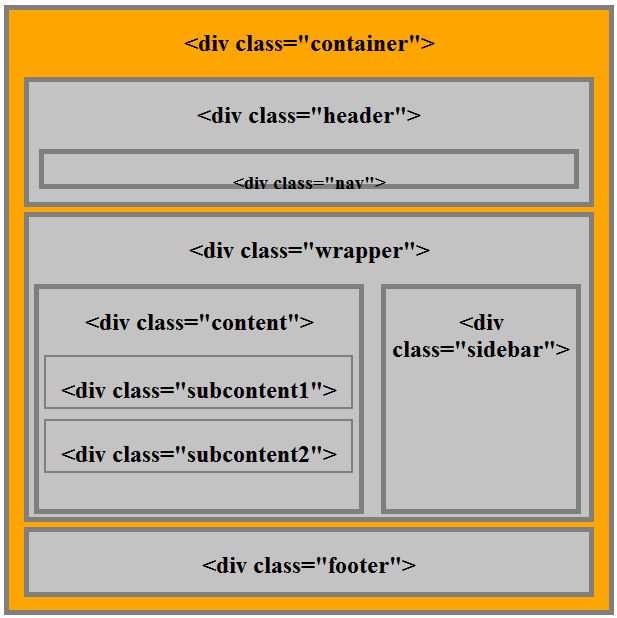 <div class="container">
<div class="header">
<div class="nav">
<div class="wrapper">
<div class="content">
<div class="subcontent1">
<div class="subcontent2">
<div
class="sidebar">
<div class="footer">